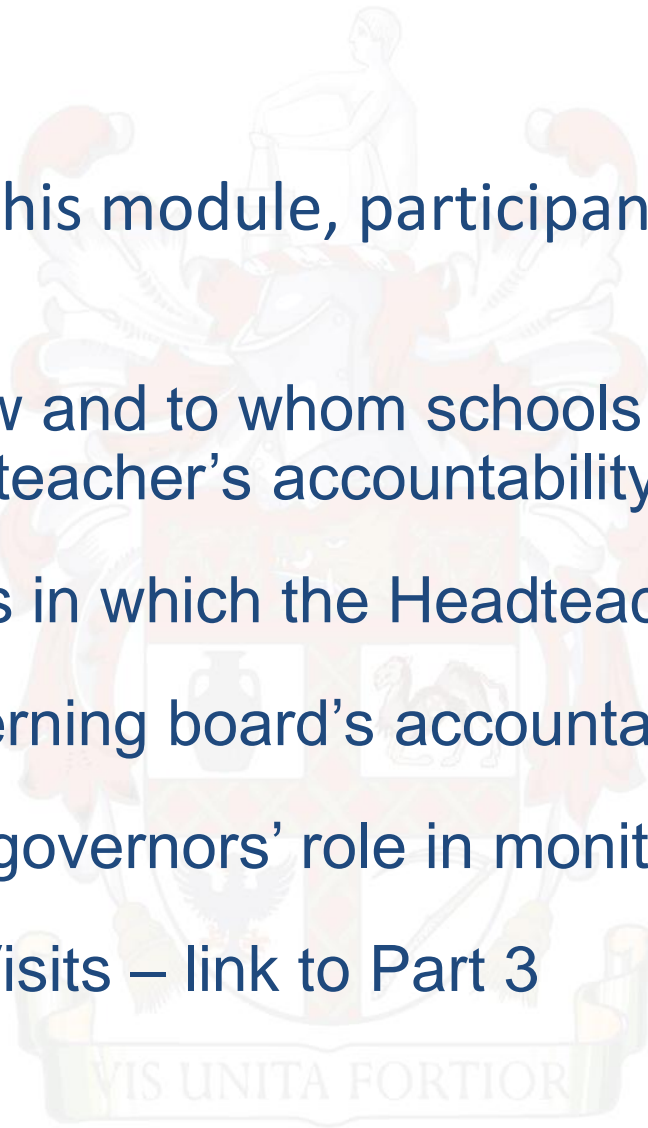 his module, participan
w and to whom schools
teacher’s accountability
s in which the Headteac
erning board’s accounta
governors’ role in monit
isits – link to Part 3
VIS UNITA FORTIOR